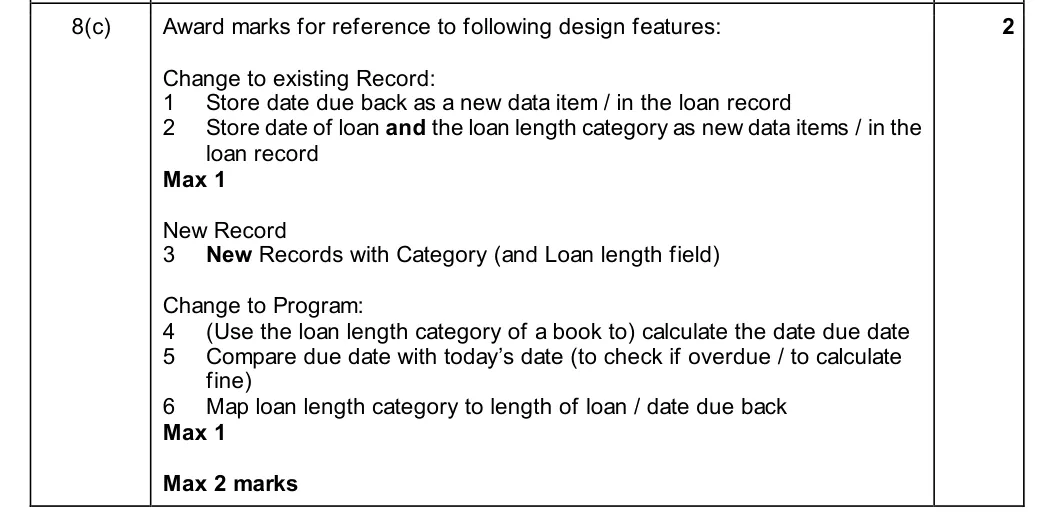 8(c) Award marks for reference to following design features: 2
Change to existing Record:
1 Store date due back as a new data item / in the loan record
2 Store date of loan and the loan length category as new data items / in the
loan record
Max 1
New Record
3 New Records with Category (and Loan length field)
Change to Program:
4 (Use the loan length category of a book to) calculate the date due date
5 Compare due date with today’s date (to check if overdue / to calculate
fine)
6 Map loan length category to length of loan / date due back
Max 1
Max 2 marks